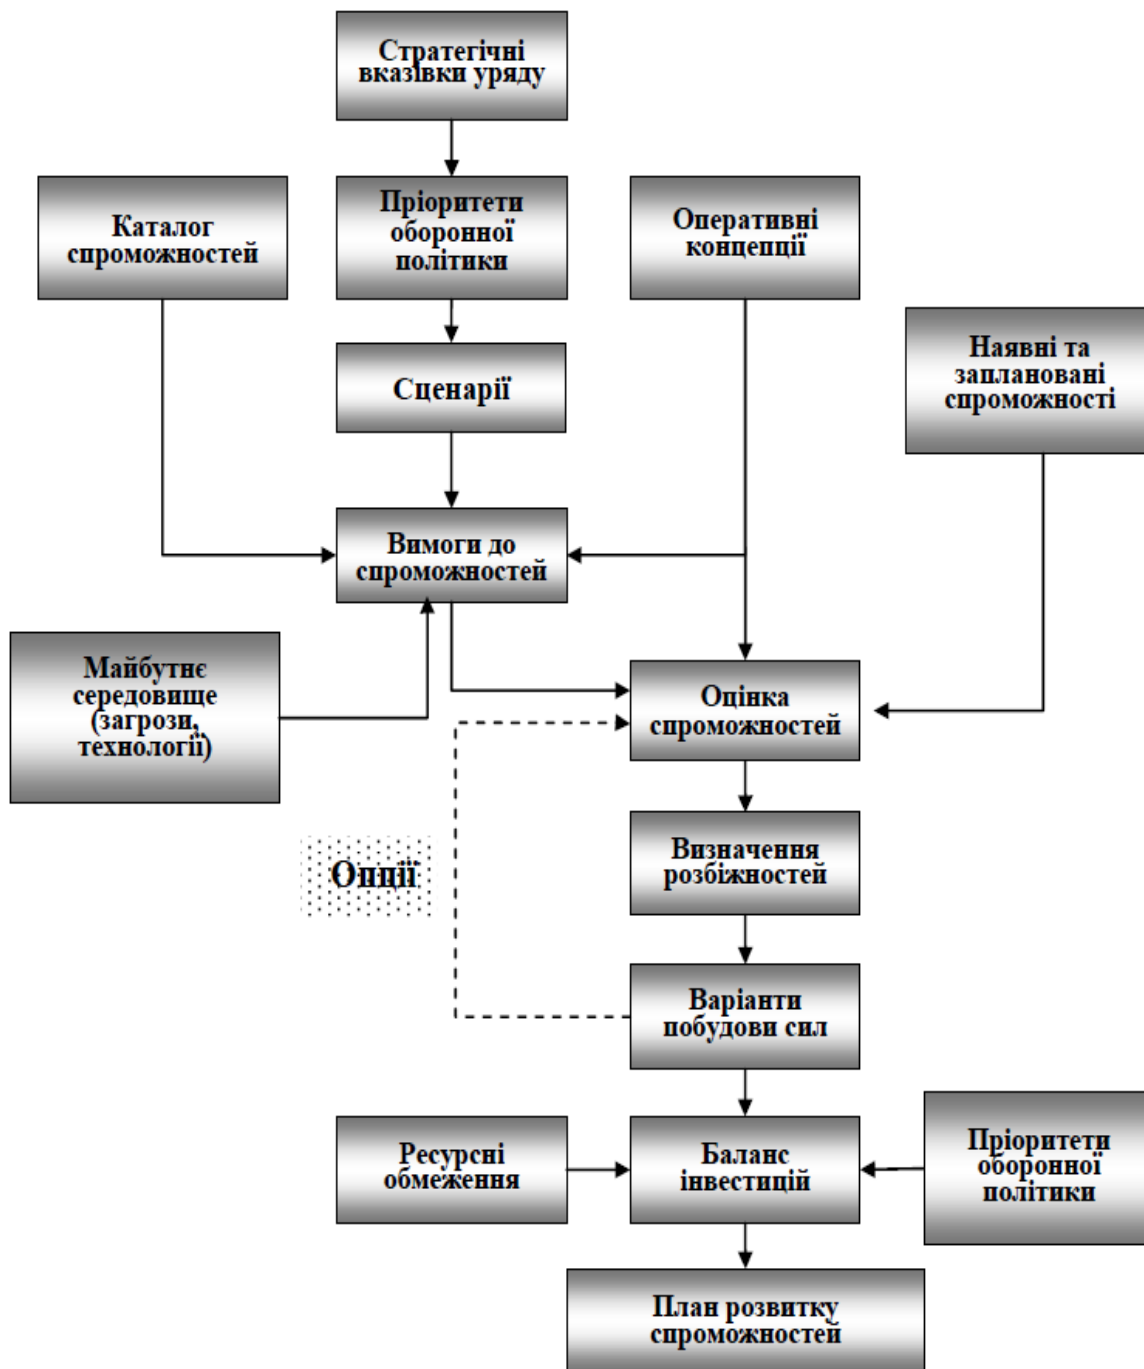 Стратегічні
вказівки уряду
Каталог
спроможностей
Пріоритети
оборонної
політики
Оперативні
концепції
Наявні та
заплановані
спроможності
Сценарії
Вимоги до
спроможностей
Майбутнє
середовище
(загрози,
технології)
Оцінка
спроможностей
Визначення
розбіжностей
Опції
Варіанти
побудови сил
Ресурсні
обмеження
Баланс
інвестицій
Пріоритети
оборонної
політики
План розвитку
спроможностей